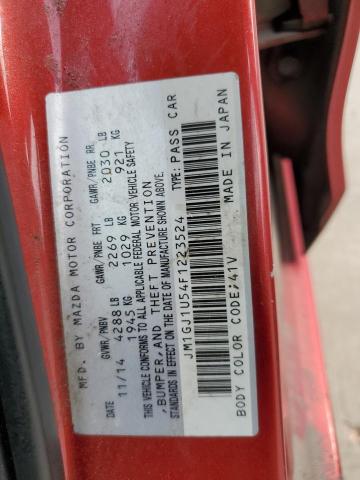 MFD. BY MAZDA MOTOR CORPORATION
DATE GVWR/PNBV GAWR/PNBE FRT GAWR/PNBE RR
11/14 4288 LB 2269 LB 2030 LB
1945 KG 1029 KG 921 KG
THIS VEHICLE CONFORMS TO ALL APPLICABLE FEDERAL MOTOR VEHICLE SAFETY
, BUMPER, AND THEFT PREVENTION
STANDARDS IN EFFECT ON THE DATE OF MANUFACTURE SHOWN ABOVE.
JM1GJ1U54F1223524 TYPE: PASS CAR
BODY COLOR CODE;41V MADE IN JAPAN